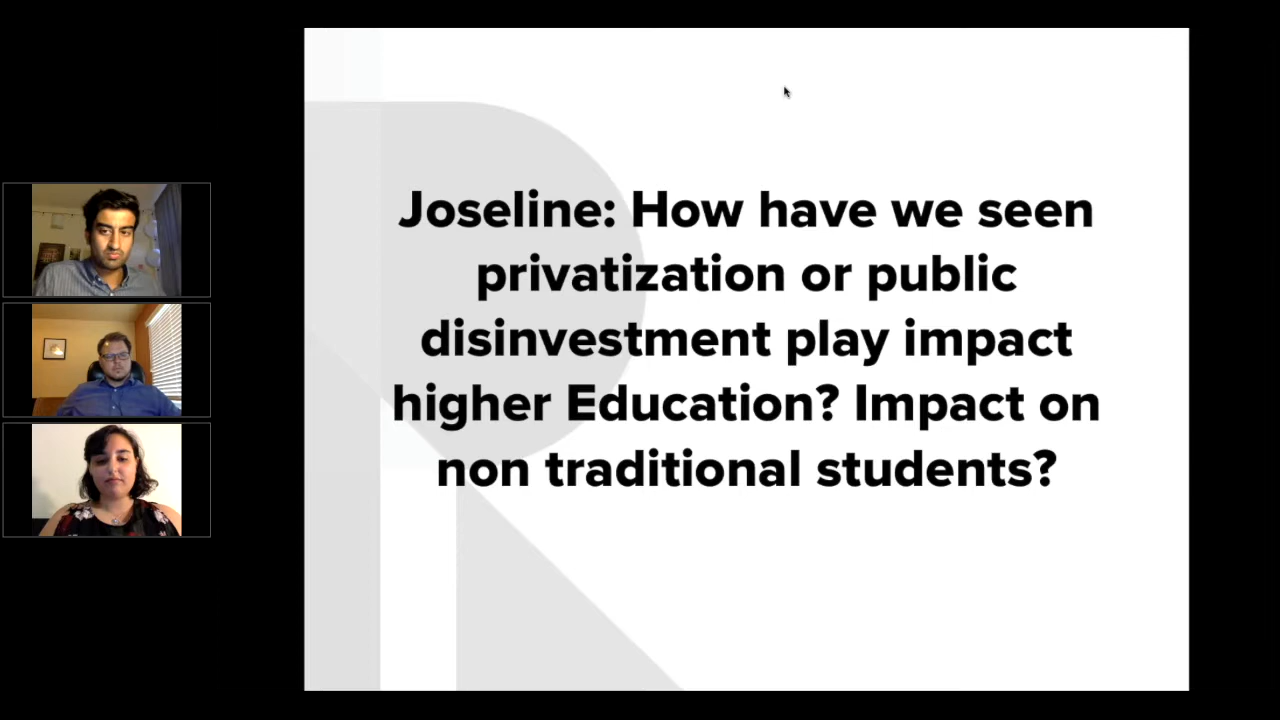 Joseline: How have we seen
privatization or public
disinvestment play impact
higher Education? Impact on
non traditional students?